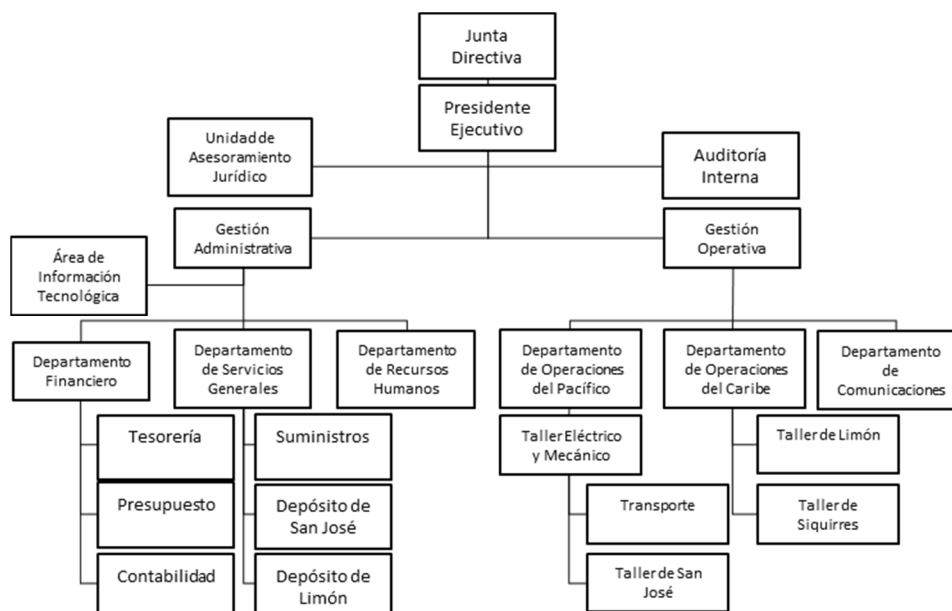 Junta
Directiva
Presidente
Ejecutivo
Unidad de
Asesoramiento
Jurídico
Auditoría
Interna
Gestión
Administrativa
Gestión
Operativa
Área de
Información
Tecnológica
Departamento
Financiero
Departamento
de Servicios
Generales
Departamento
de Recursos
Humanos
Departamento
de Operaciones
del Pacífico
Departamento
de Operaciones
del Caribe
Departamento
de
Comunicaciones
Tesorería
Presupuesto
Contabilidad
Suministros
Depósito de
San José
Depósito de
Limón
Taller Eléctrico
y Mecánico
Transporte
Taller de San
José
Taller de Limón
Taller de
Siquirres